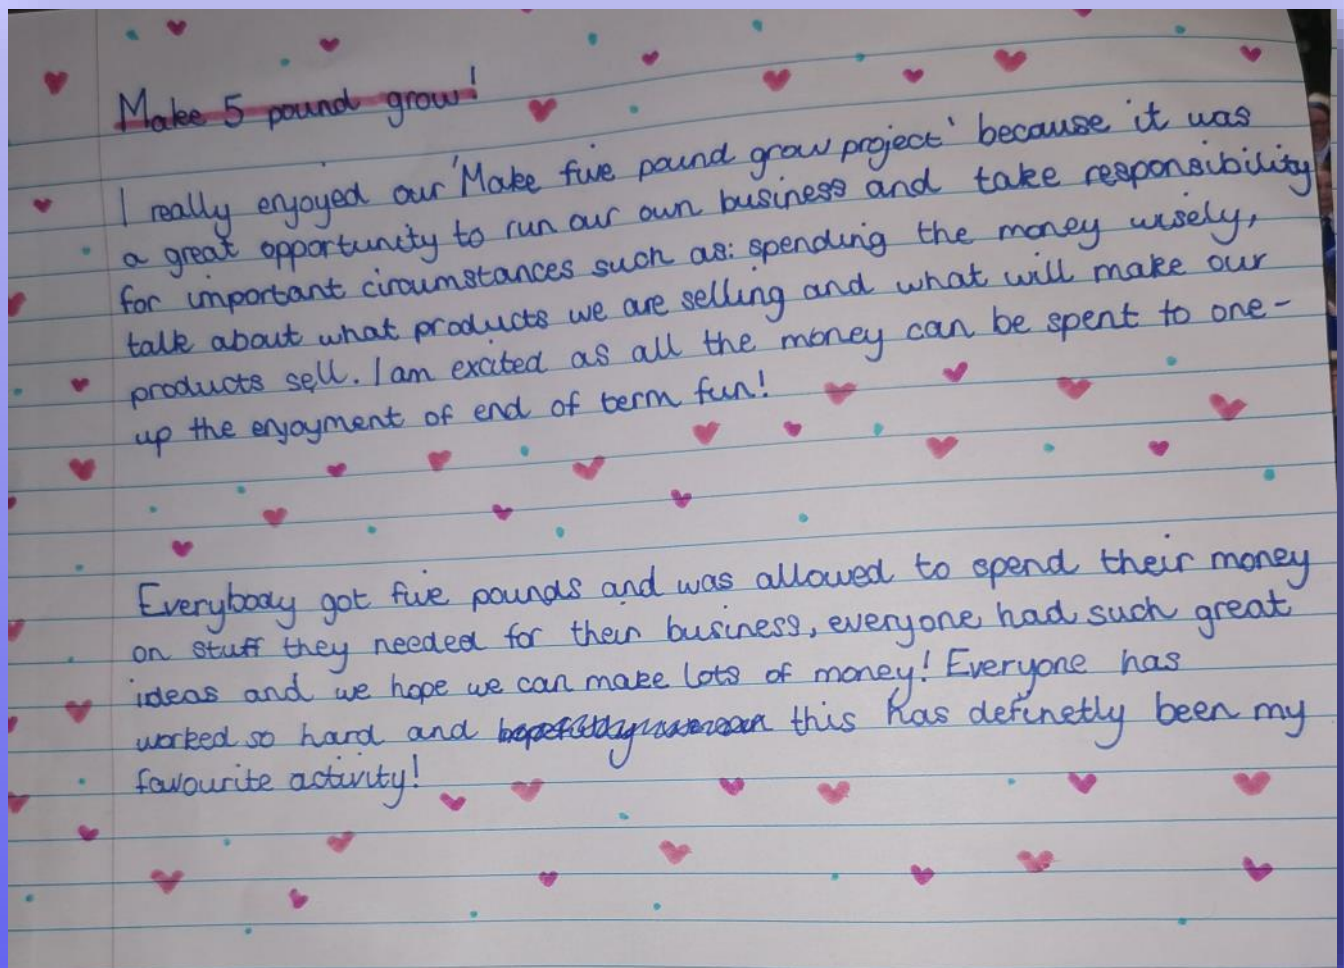 Make 5 pound grow!
I really enjoyed our 'Make five pound grow project' because it was
a great opportunity to run our own business and take responsibility
for important circumstances such as: spending the money wisely,
talk about what products we are selling and what will make our
products sell. I am excited as all the money can be spent to one-
up the enjoyment of end of term fun!
Everybody got five pounds and was allowed to spend their money
on stuff they needed for their business, everyone had such great
ideas and we hope we can make lots of money! Everyone has
worked so hard and this has definetly been my
favourite activity!